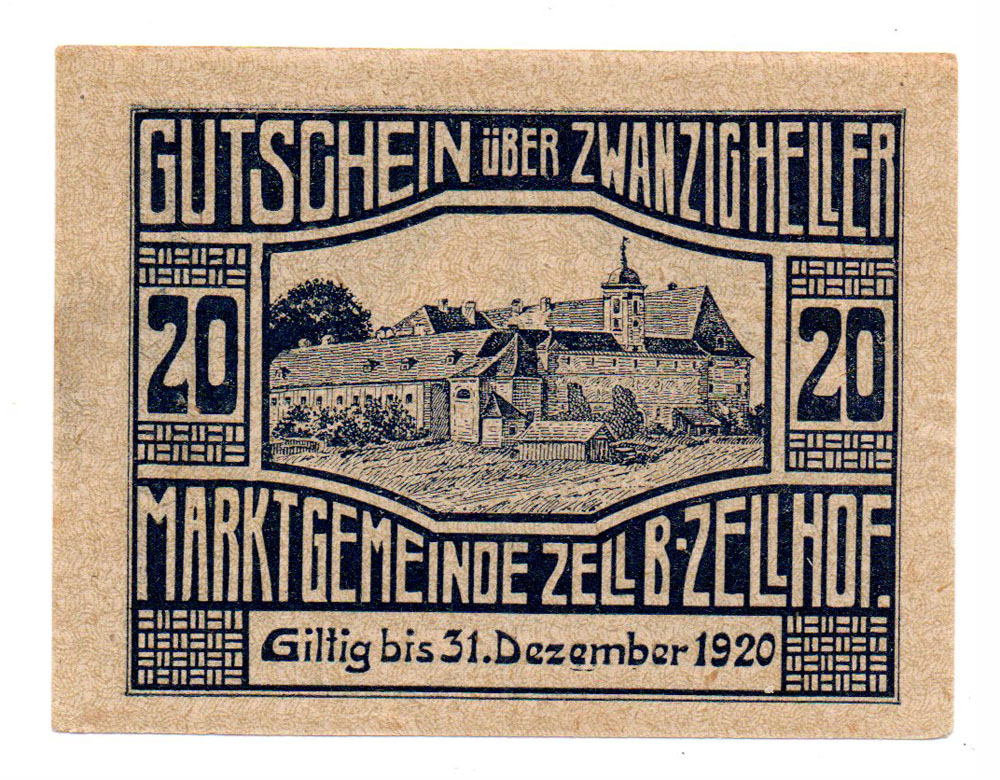 GUTSCHEIN ÜBER ZWANZIG HELLER
20 20
MARKTGEMEINDE ZELL B. ZELLHOF.
Giltig bis 31. Dezember 1920